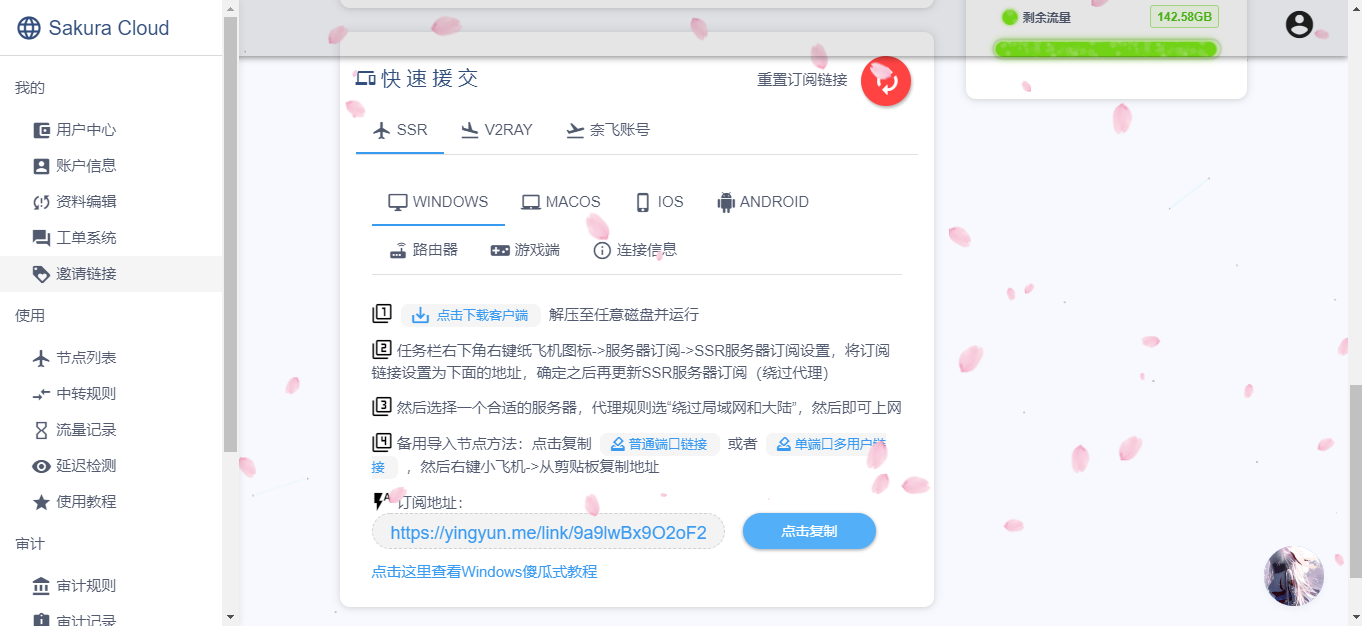 Sakura Cloud
我的
用户中心
账户信息
资料编辑
工单系统
邀请链接
使用
节点列表
中转规则
流量记录
延迟检测
使用教程
审计
审计规则
审计记录
剩余流量
142.58GB
快速援交
重置订阅链接
SSR
V2RAY
奈飞账号
WINDOWS
MACOS
IOS
ANDROID
路由器
游戏端
连接信息
1 点击下载客户端 解压至任意磁盘并运行
2 任务栏右下角右键纸飞机图标->服务器订阅->SSR服务器订阅设置，将订阅
链接设置为下面的地址，确定之后再更新SSR服务器订阅（绕过代理）
3 然后选择一个合适的服务器，代理规则选“绕过局域网和大陆”，然后即可上网
4 备用导入节点方法：点击复制 普通端口链接 或者 单端口多用户链
接 ，然后右键小飞机->从剪贴板复制地址
订阅地址：
https://yingyun.me/link/9a9lwBx9O2oF2
点击复制
点击这里查看Windows傻瓜式教程